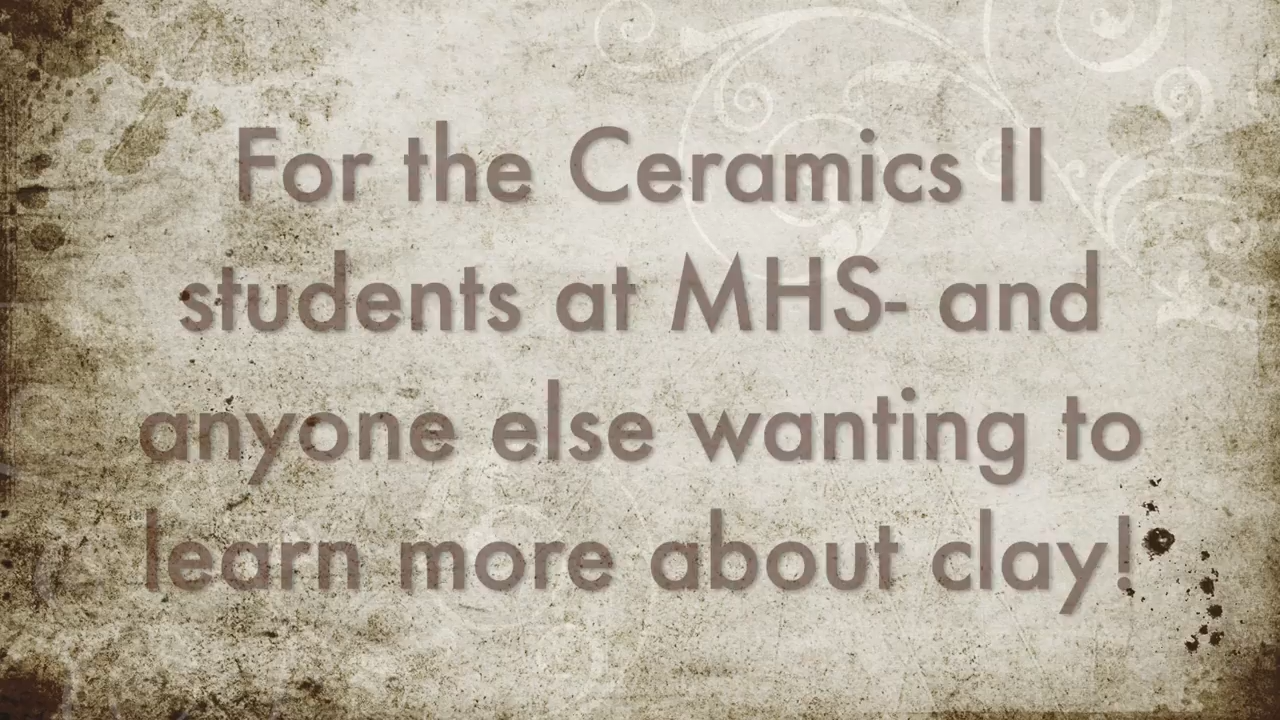 For the Ceramics II
students at MHS- and
anyone else wanting to
learn more about clay!